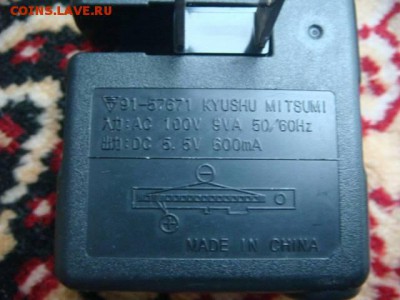 COINS.LAVE.RU
▽91-57671 KYUSHU MITSUMI
入力:AC 100V 9VA 50/60Hz
出力:DC 5.5V 600mA
MADE IN CHINA